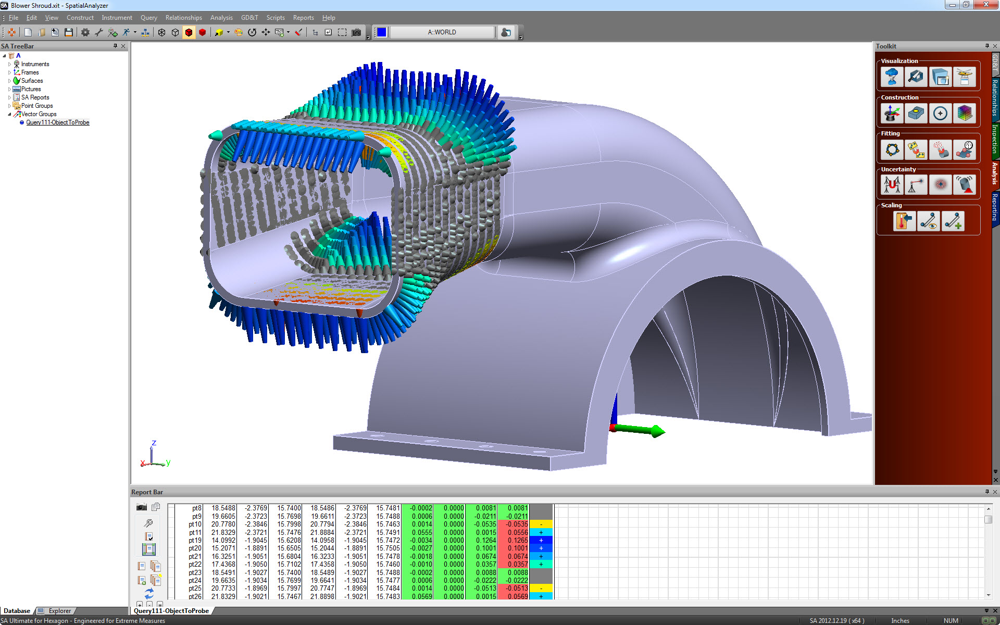 Blower Shroud.xit - SpatialAnalyzer
File Edit View Construct Instrument Query Relationships Analysis GD&T Scripts Reports Help
A::WORLD
SA TreeBar
A
Instruments
Frames
Surfaces
Pictures
SA Reports
Point Groups
Vector Groups
Query111-ObjectToProbe
Z
X
y
Toolkit
Visualization
Construction
Fitting
Uncertainty
Scaling
GD&T
Relationships
Inspection
Analysis
Reporting
Report Bar
pt8 18.5488 -2.3769 15.7400 18.5486 -2.3769 15.7481 -0.0002 0.0000 0.0081 0.0081
pt9 19.6605 -2.3723 15.7698 19.6611 -2.3723 15.7488 0.0006 0.0000 -0.0211 -0.0211
pt10 20.7780 -2.3846 15.7998 20.7794 -2.3846 15.7463 0.0014 0.0000 -0.0535 -0.0535 -
pt11 21.8329 -2.3721 15.7476 21.8884 -2.3721 15.7491 0.0555 0.0000 0.0015 0.0556 +
pt19 14.0992 -1.9045 15.6208 14.0958 -1.9045 15.7472 -0.0034 0.0000 0.1264 0.1265 +
pt20 15.2071 -1.8891 15.6505 15.2044 -1.8891 15.7505 -0.0027 0.0000 0.1001 0.1001 +
pt21 16.3251 -1.9051 15.6804 16.3233 -1.9051 15.7478 -0.0018 0.0000 0.0674 0.0674 +
pt22 17.4368 -1.9050 15.7102 17.4358 -1.9050 15.7460 -0.0010 0.0000 0.0357 0.0357 +
pt23 18.5491 -1.9027 15.7400 18.5489 -1.9027 15.7488 -0.0002 0.0000 0.0088 0.0088
pt24 19.6635 -1.9034 15.7699 19.6641 -1.9034 15.7477 0.0006 0.0000 -0.0222 -0.0222
pt25 20.7733 -1.8969 15.7997 20.7747 -1.8969 15.7484 0.0014 0.0000 -0.0513 -0.0513 -
pt26 21.8329 -1.9021 15.7467 21.8898 -1.9021 15.7483 0.0569 0.0000 0.0015 0.0569 +
Database Explorer
Query111-ObjectToProbe
SA Ultimate for Hexagon - Engineered for Extreme Measures
SA 2012.12.19 ( x64 ) Inches NUM